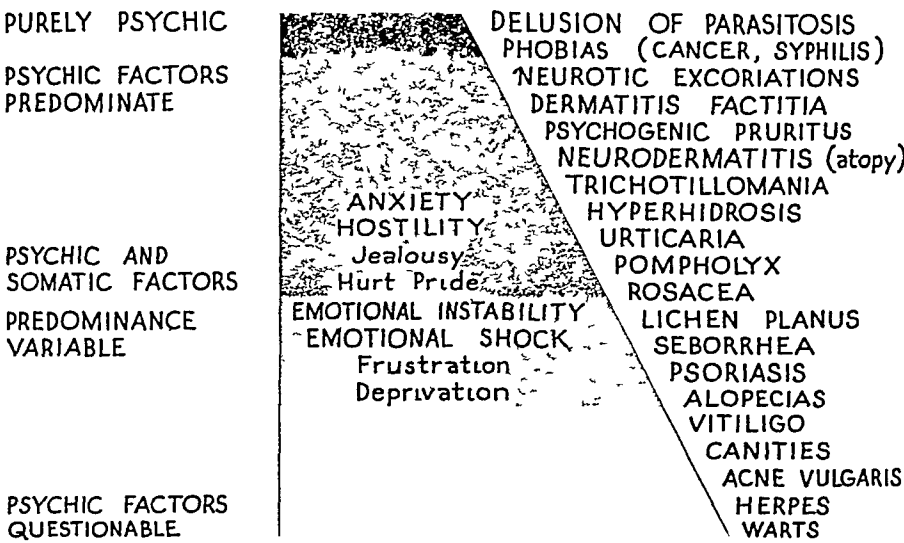 PURELY PSYCHIC
PSYCHIC FACTORS
PREDOMINATE
PSYCHIC AND
SOMATIC FACTORS
PREDOMINANCE
VARIABLE
PSYCHIC FACTORS
QUESTIONABLE
ANXIETY
HOSTILITY
Jealousy
Hurt Pride
EMOTIONAL INSTABILITY
EMOTIONAL SHOCK
Frustration
Deprivation
DELUSION OF PARASITOSIS
PHOBIAS (CANCER, SYPHILIS)
NEUROTIC EXCORIATIONS
DERMATITIS FACTITIA
PSYCHOGENIC PRURITUS
NEURODERMATITIS (atopy)
TRICHOTILLOMANIA
HYPERHIDROSIS
URTICARIA
POMPHOLYX
ROSACEA
LICHEN PLANUS
SEBORRHEA
PSORIASIS
ALOPECIAS
VITILIGO
CANITIES
ACNE VULGARIS
HERPES
WARTS